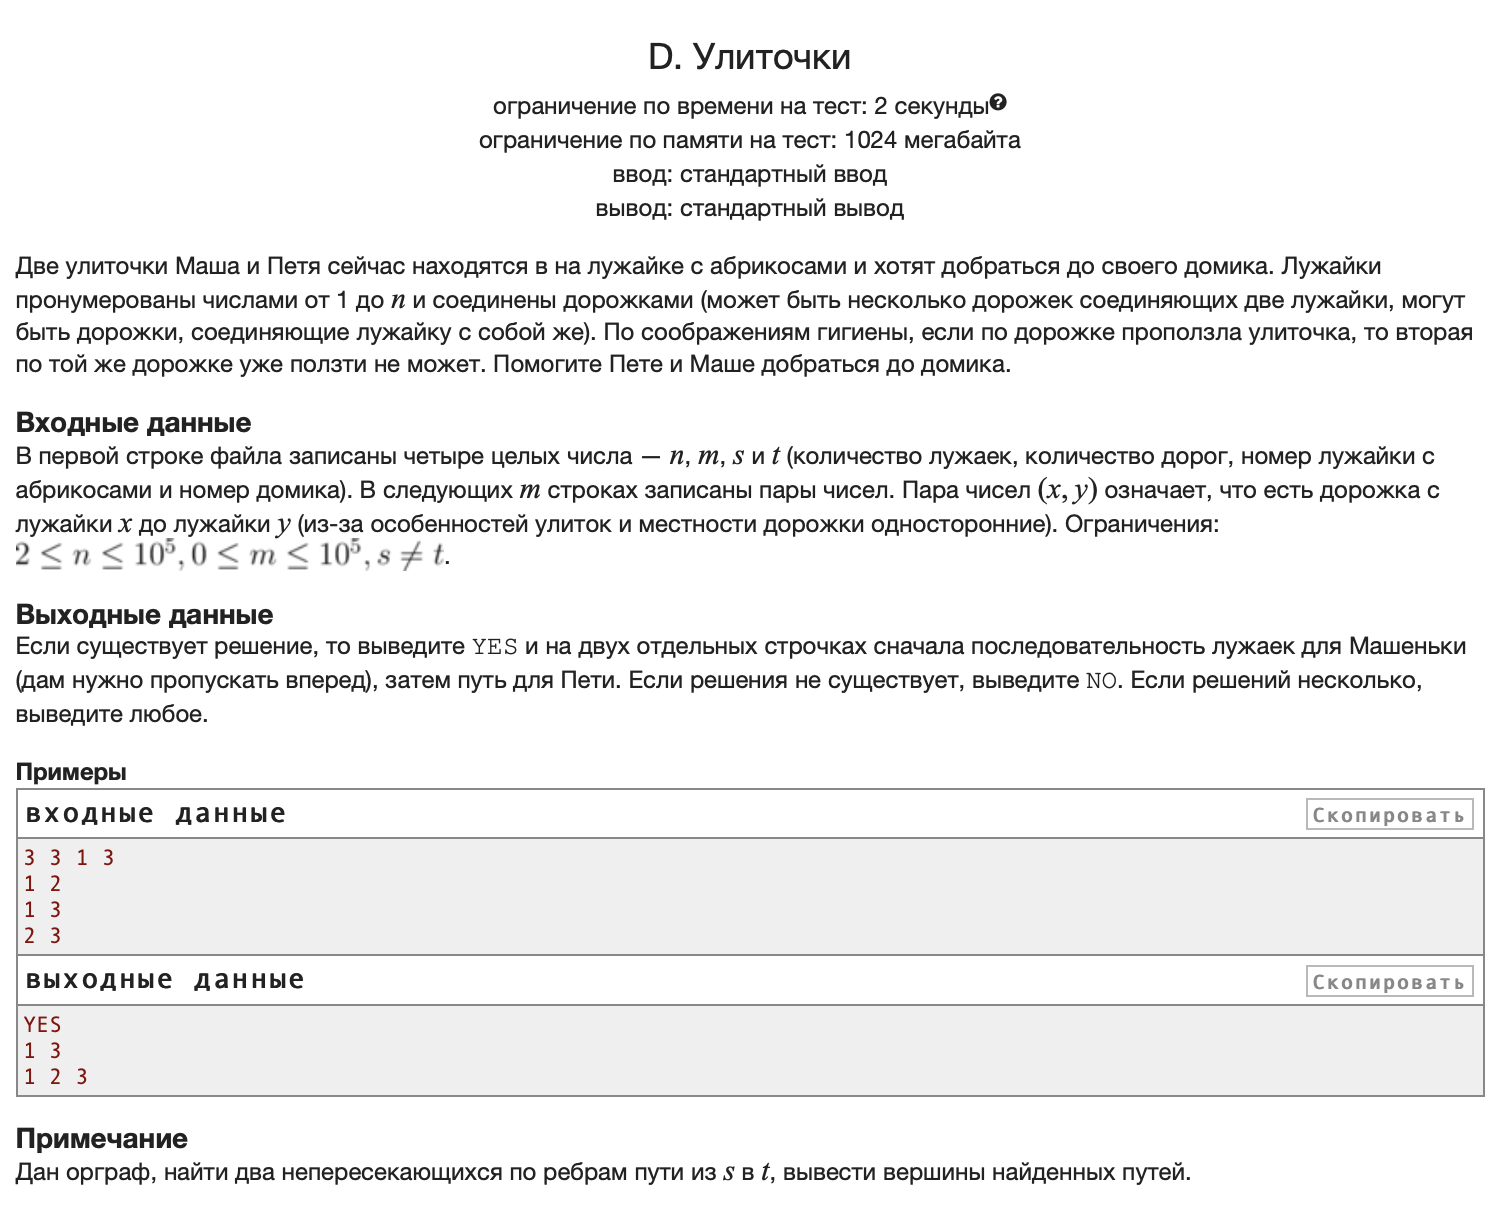 D. Улиточки
ограничение по времени на тест: 2 секунды?
ограничение по памяти на тест: 1024 мегабайта
ввод: стандартный ввод
вывод: стандартный вывод
Две улиточки Маша и Петя сейчас находятся в на лужайке с абрикосами и хотят добраться до своего домика. Лужайки
пронумерованы числами от 1 до n и соединены дорожками (может быть несколько дорожек соединяющих две лужайки, могут
быть дорожки, соединяющие лужайку с собой же). По соображениям гигиены, если по дорожке проползла улиточка, то вторая
по той же дорожке уже ползти не может. Помогите Пете и Маше добраться до домика.
Входные данные
В первой строке файла записаны четыре целых числа — n, m, s и t (количество лужаек, количество дорог, номер лужайки с
абрикосами и номер домика). В следующих m строках записаны пары чисел. Пара чисел (x, y) означает, что есть дорожка с
лужайки x до лужайки y (из-за особенностей улиток и местности дорожки односторонние). Ограничения:
2 ≤ n ≤ 10⁵, 0 ≤ m ≤ 10⁵, s ≠ t.
Выходные данные
Если существует решение, то выведите YES и на двух отдельных строчках сначала последовательность лужаек для Машеньки
(дам нужно пропускать вперед), затем путь для Пети. Если решения не существует, выведите NO. Если решений несколько,
выведите любое.
Примеры
входные данные
Скопировать
3 3 1 3
1 2
1 3
2 3
выходные данные
Скопировать
YES
1 3
1 2 3
Примечание
Дан орграф, найти два непересекающихся по ребрам пути из s в t, вывести вершины найденных путей.